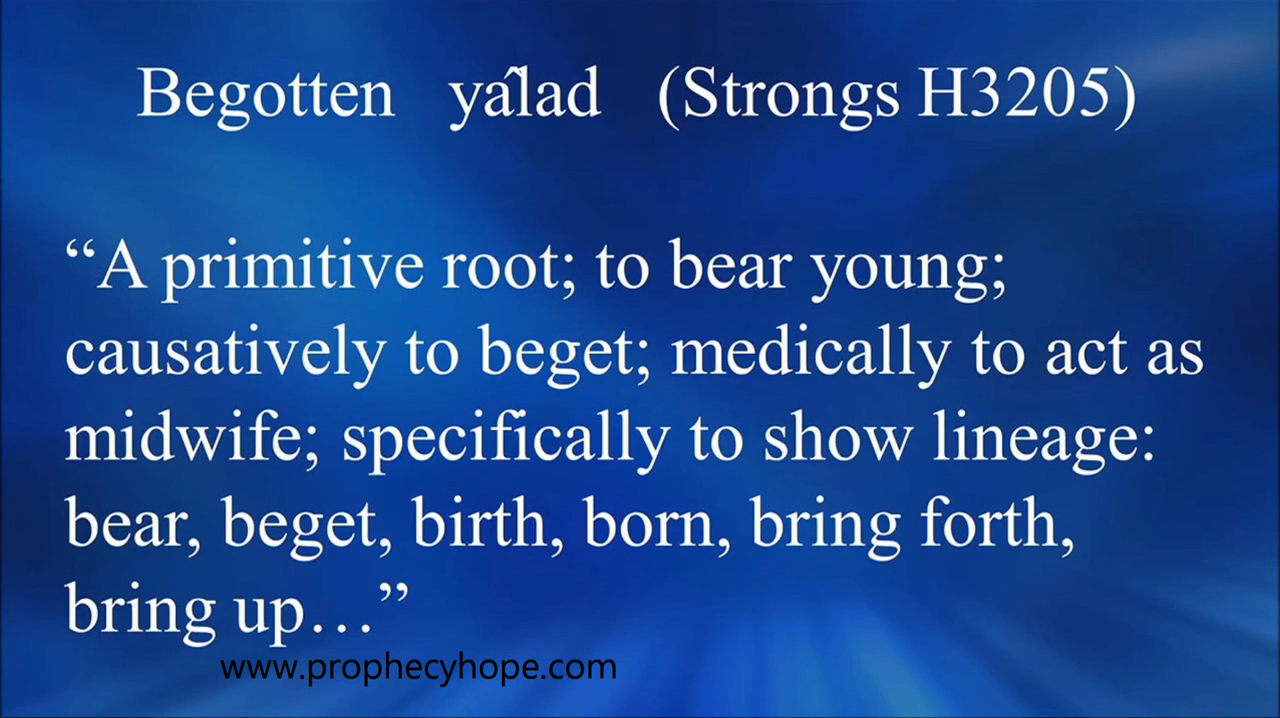 Begotten yâlad (Strongs H3205)
“A primitive root; to bear young;
causatively to beget; medically to act as
midwife; specifically to show lineage:
bear, beget, birth, born, bring forth,
bring up…”
www.prophecyhope.com